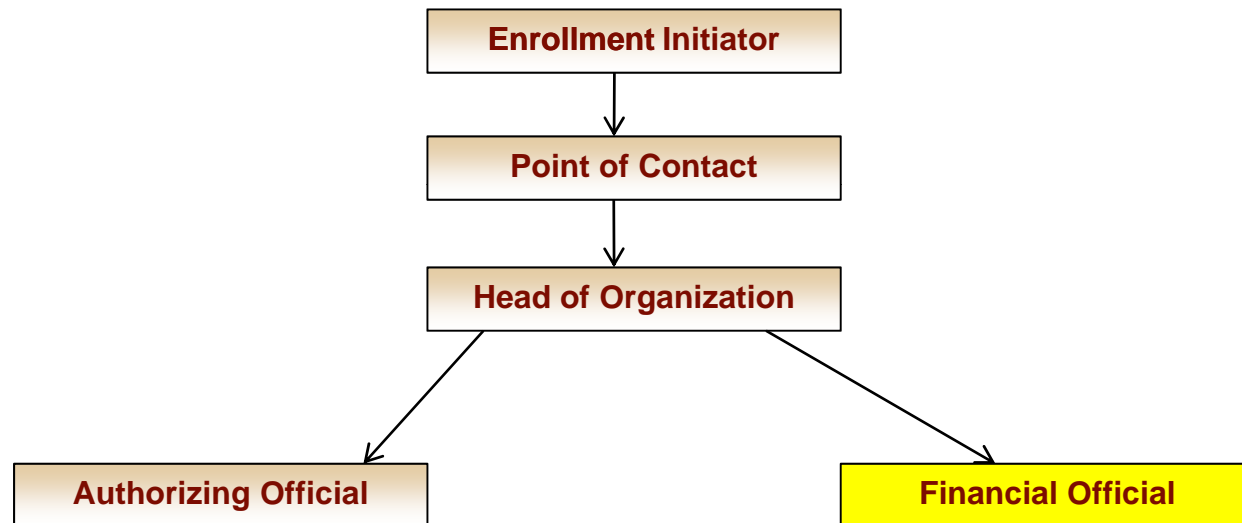 Enrollment Initiator
Point of Contact
Head of Organization
Authorizing Official
Financial Official